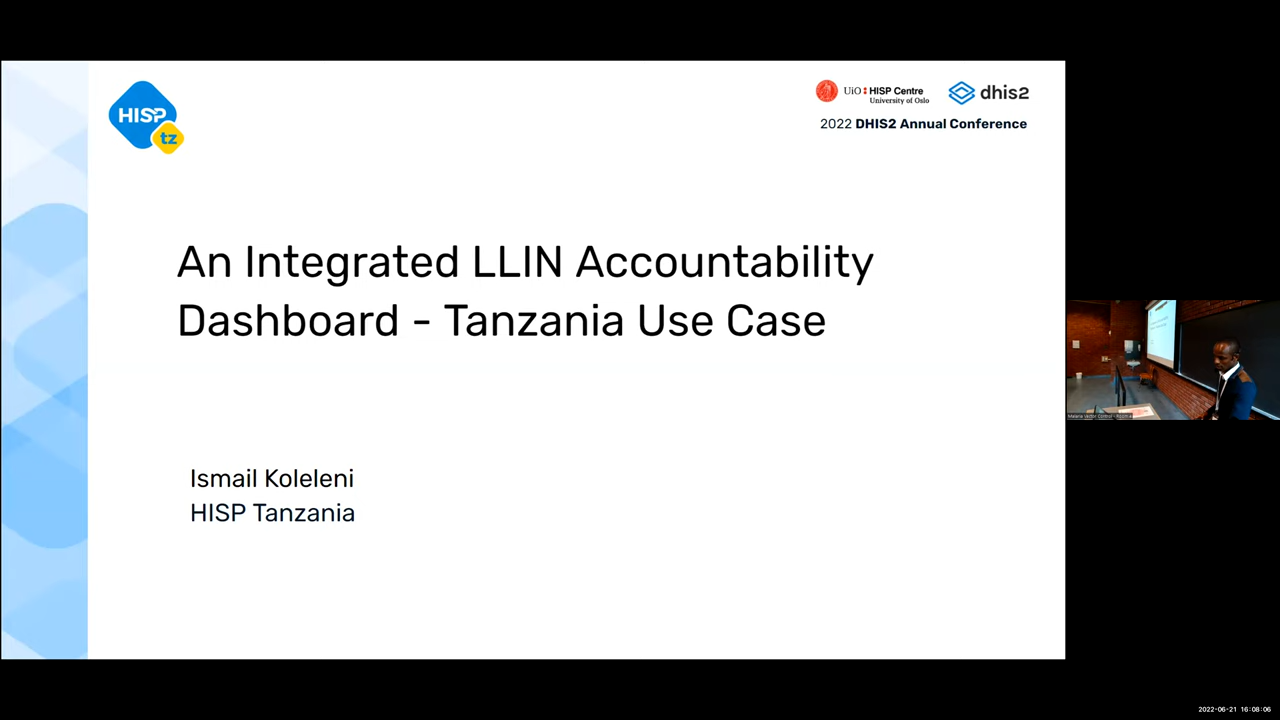 HISP
tz
UiO HISP Centre
University of Oslo
dhis2
2022 DHIS2 Annual Conference
An Integrated LLIN Accountability
Dashboard - Tanzania Use Case
Ismail Koleleni
HISP Tanzania
2022-06-21 16:08:06